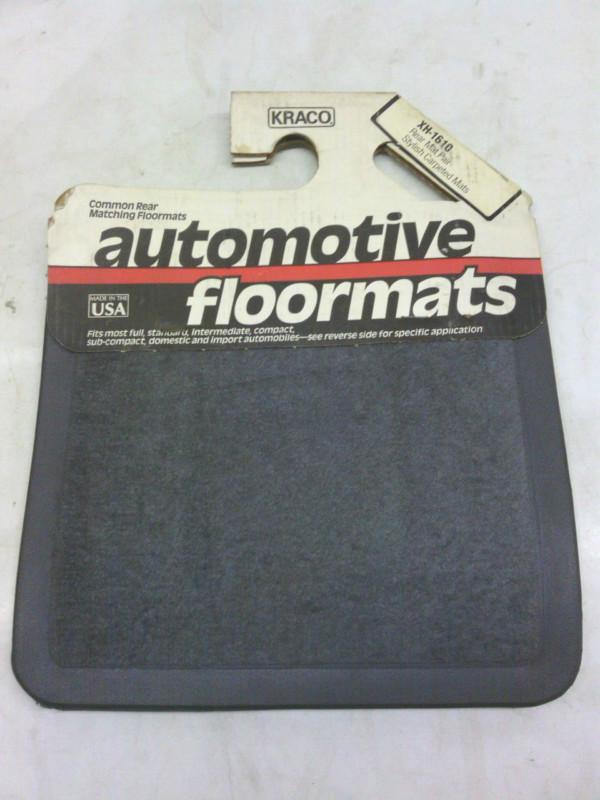 KRACO
XH-1610
Rear Mat Pair
Stylish Carpeted Mats
Common Rear
Matching Floormats
automotive
floormats
MADE IN THE
USA
Fits most full, standard, intermediate, compact,
sub-compact, domestic and import automobiles—see reverse side for specific application